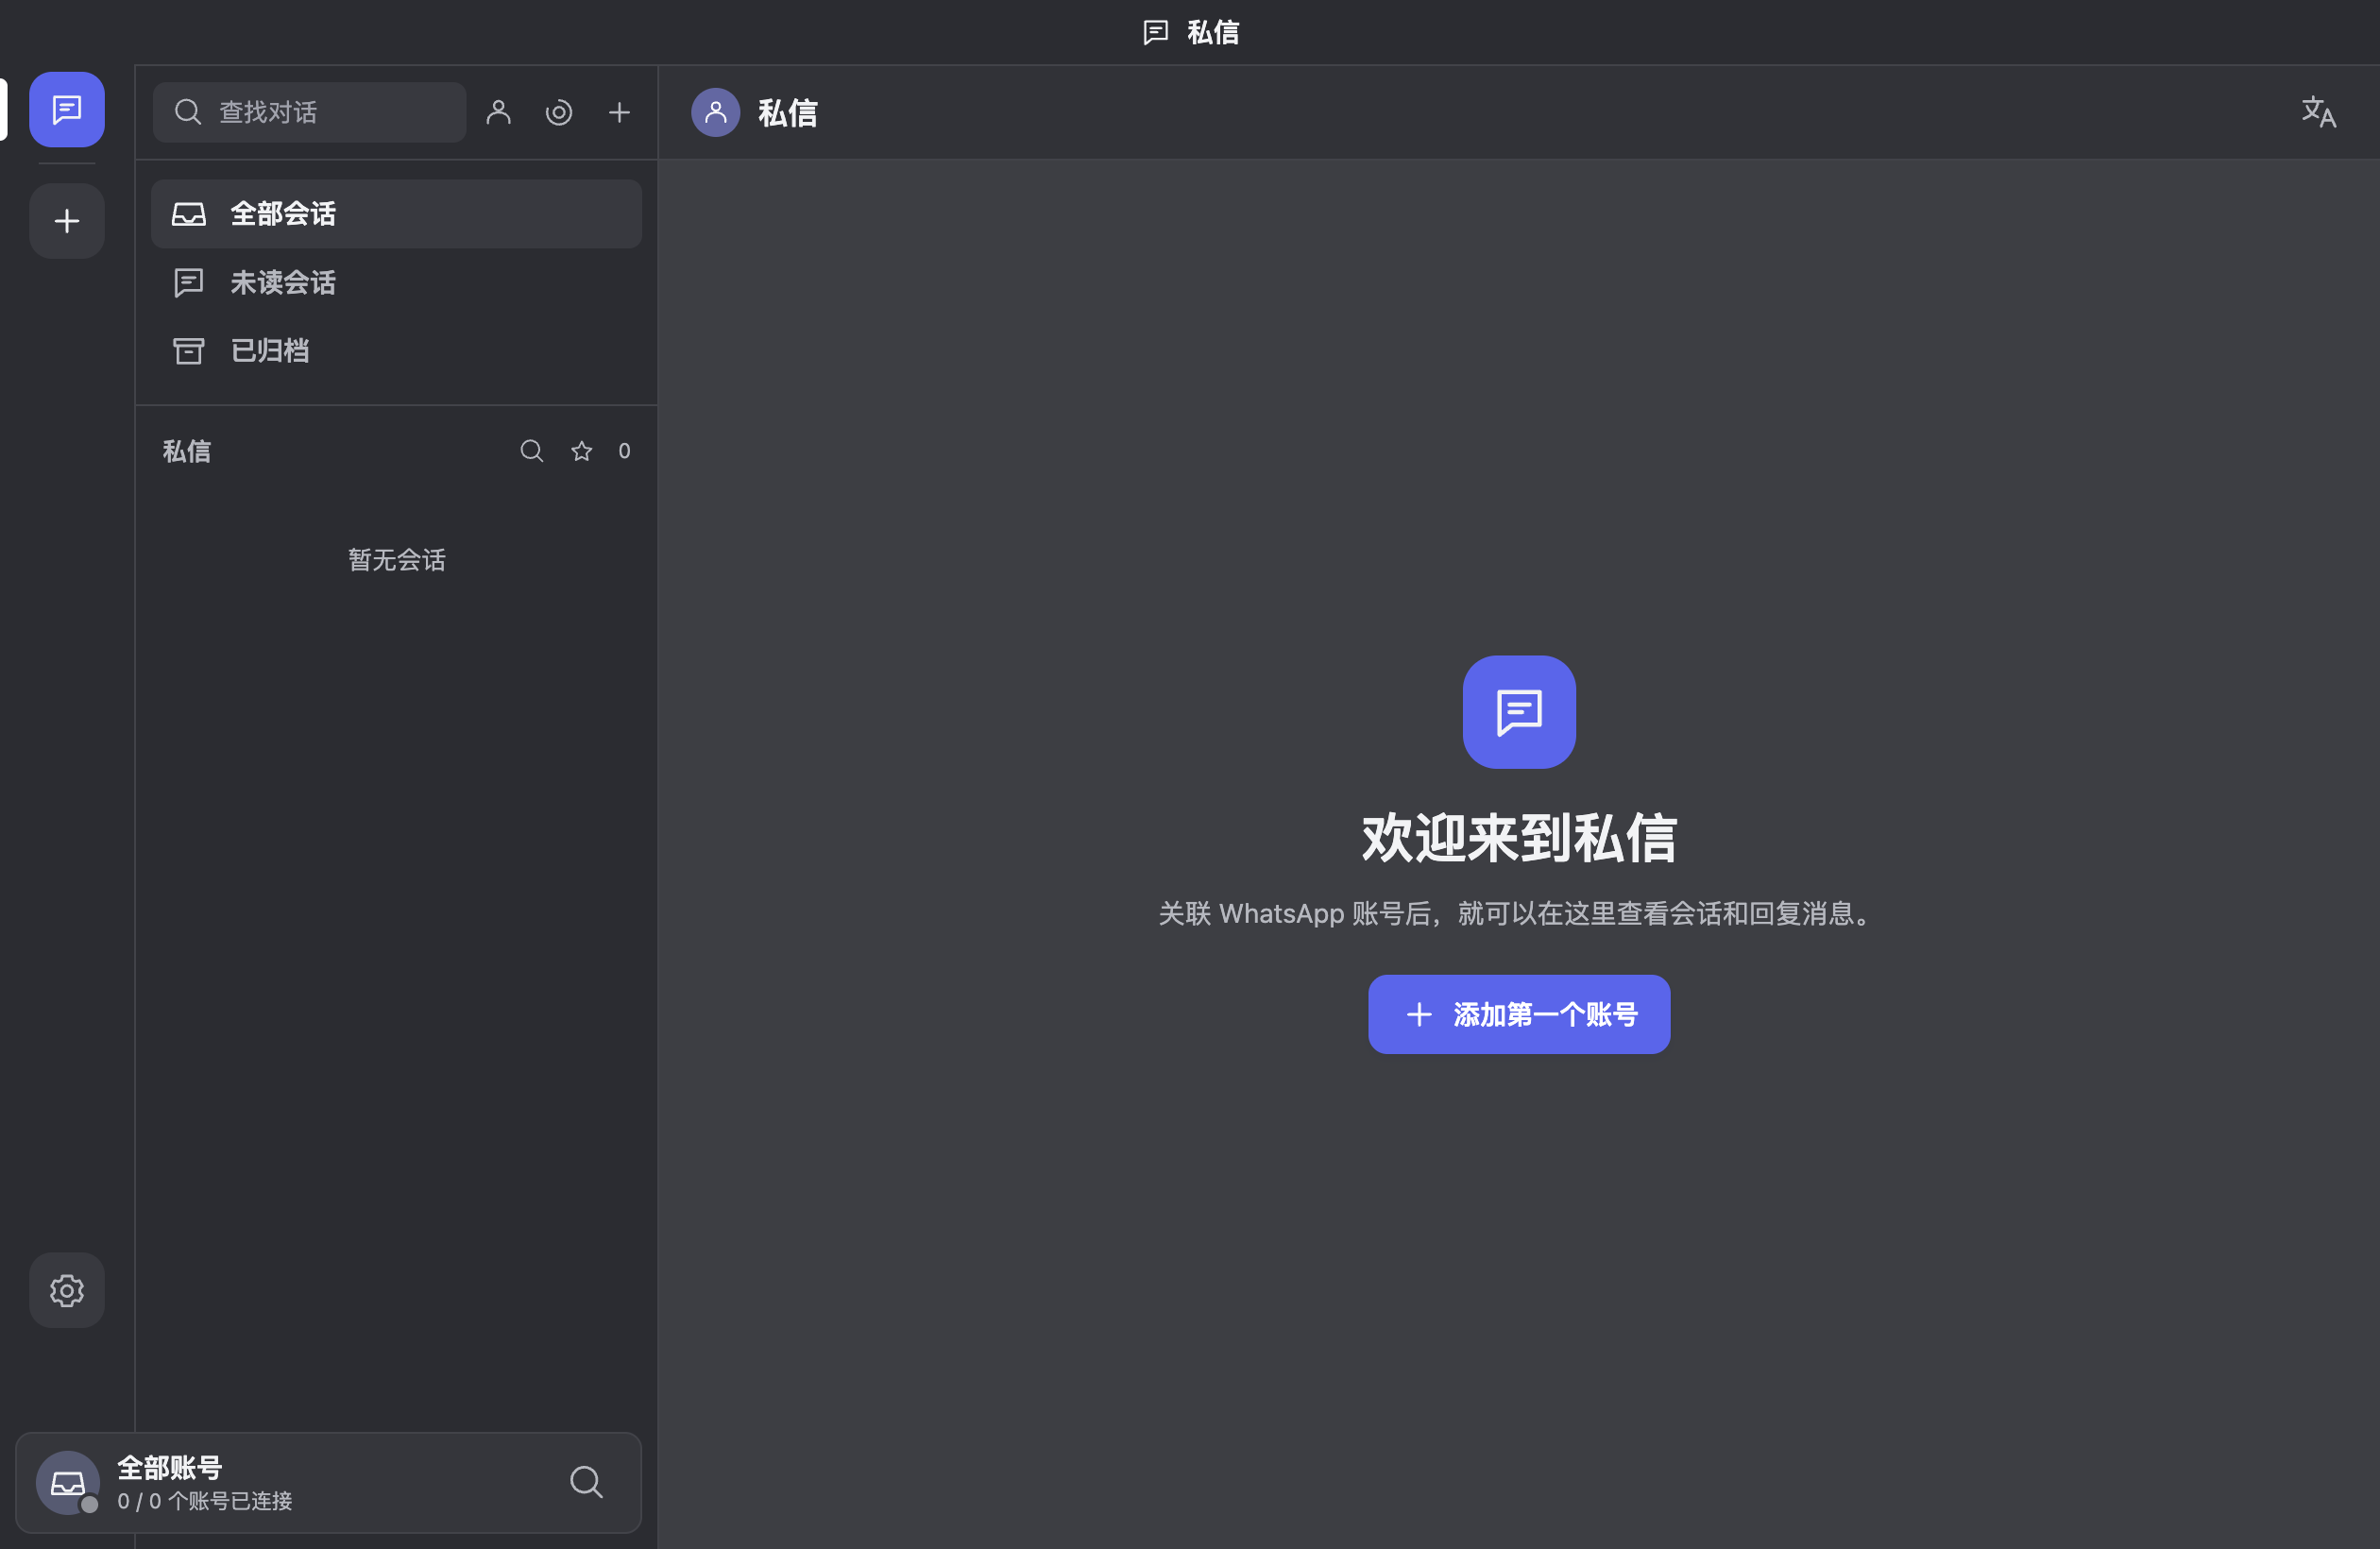 私信
查找对话
私信
全部会话
未读会话
已归档
私信
0
暂无会话
欢迎来到私信
关联 WhatsApp 账号后，就可以在这里查看会话和回复消息。
添加第一个账号
全部账号
0 / 0 个账号已连接